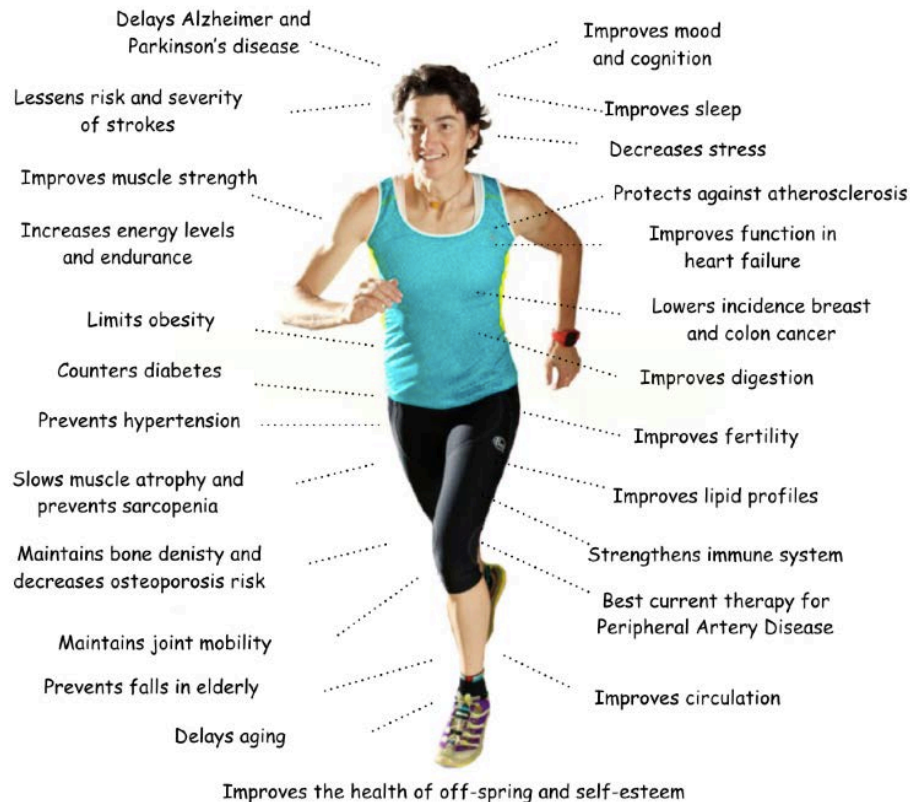 Delays Alzheimer and
Parkinson's disease
Lessens risk and severity
of strokes
Improves muscle strength
Increases energy levels
and endurance
Limits obesity
Counters diabetes
Prevents hypertension
Slows muscle atrophy and
prevents sarcopenia
Maintains bone denisty and
decreases osteoporosis risk
Maintains joint mobility
Prevents falls in elderly
Delays aging
Improves mood
and cognition
Improves sleep
Decreases stress
Protects against atherosclerosis
Improves function in
heart failure
Lowers incidence breast
and colon cancer
Improves digestion
Improves fertility
Improves lipid profiles
Strengthens immune system
Best current therapy for
Peripheral Artery Disease
Improves circulation
Improves the health of off-spring and self-esteem